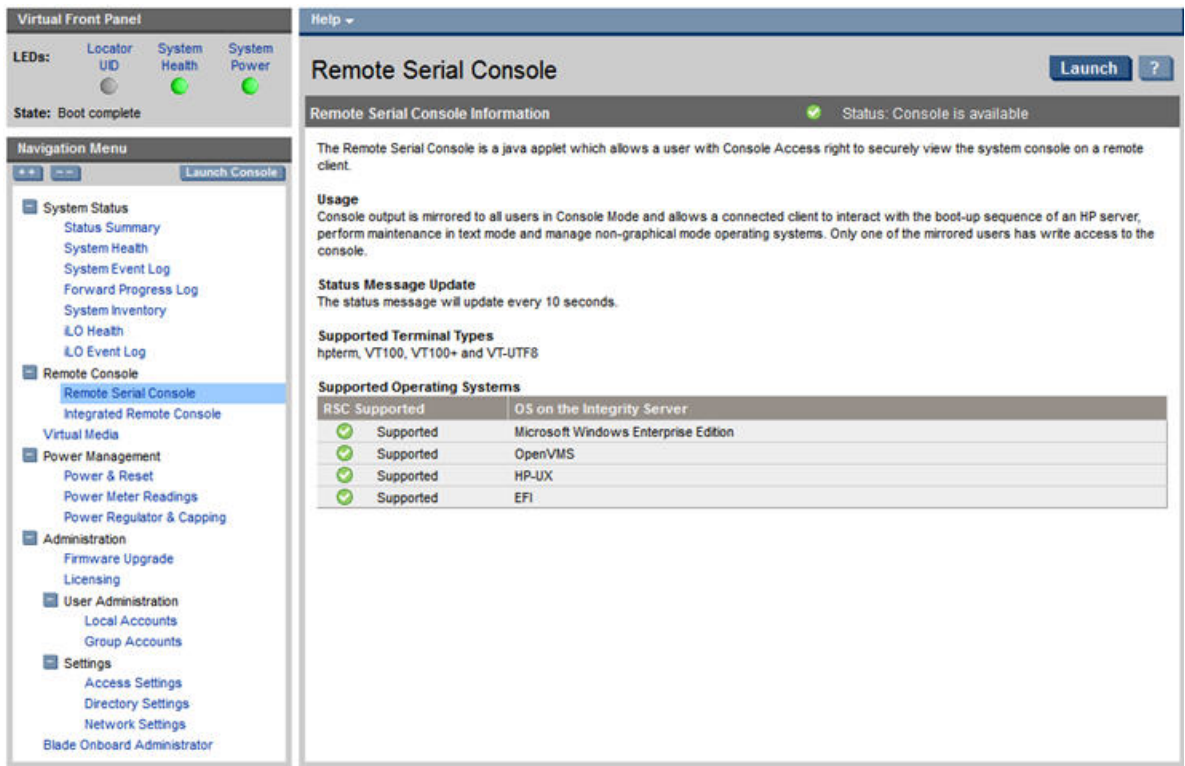 Virtual Front Panel
LEDs:
Locator UID
System Health
System Power
State: Boot complete
Navigation Menu
Launch Console
System Status
Status Summary
System Health
System Event Log
Forward Progress Log
System Inventory
iLO Health
iLO Event Log
Remote Console
Remote Serial Console
Integrated Remote Console
Virtual Media
Power Management
Power & Reset
Power Meter Readings
Power Regulator & Capping
Administration
Firmware Upgrade
Licensing
User Administration
Local Accounts
Group Accounts
Settings
Access Settings
Directory Settings
Network Settings
Blade Onboard Administrator
Help
Remote Serial Console
Launch ?
Remote Serial Console Information
Status: Console is available
The Remote Serial Console is a java applet which allows a user with Console Access right to securely view the system console on a remote
client.
Usage
Console output is mirrored to all users in Console Mode and allows a connected client to interact with the boot-up sequence of an HP server,
perform maintenance in text mode and manage non-graphical mode operating systems. Only one of the mirrored users has write access to the
console.
Status Message Update
The status message will update every 10 seconds.
Supported Terminal Types
hpterm, VT100, VT100+ and VT-UTF8
Supported Operating Systems
RSC Supported OS on the Integrity Server
Supported Microsoft Windows Enterprise Edition
Supported OpenVMS
Supported HP-UX
Supported EFI